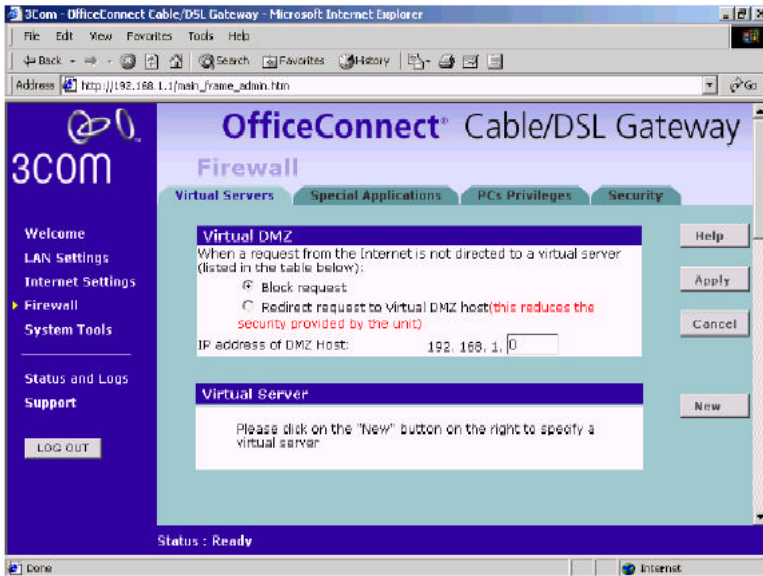 3Com - OfficeConnect Cable/DSL Gateway - Microsoft Internet Explorer
File Edit View Favorites Tools Help
Back Search Favorites History
Address http://192.168.1.1/main_frame_admin.htm Go
3COM
OfficeConnect® Cable/DSL Gateway
Firewall
Virtual Servers Special Applications PCs Privileges Security
Welcome
LAN Settings
Internet Settings
Firewall
System Tools
Status and Logs
Support
LOG OUT
Virtual DMZ
When a request from the Internet is not directed to a virtual server
(listed in the table below):
Block request
Redirect request to Virtual DMZ host(this reduces the
security provided by the unit)
IP address of DMZ Host: 192. 168. 1. 0
Virtual Server
Please click on the "New" button on the right to specify a
virtual server
Help
Apply
Cancel
New
Status : Ready
Done Internet